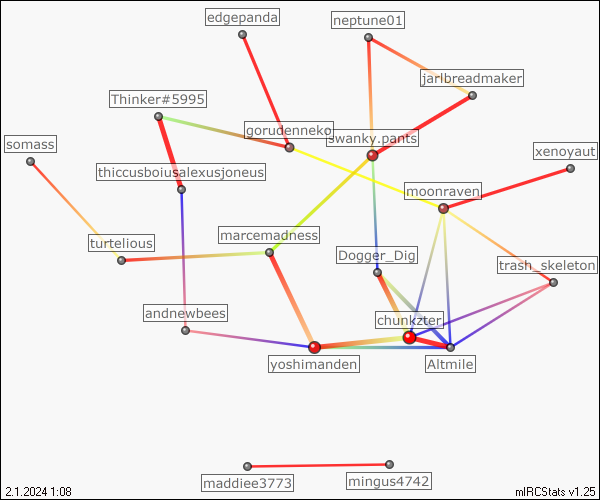 edgepanda
neptune01
jarlbreadmaker
Thinker#5995
gorudenneko
swanky.pants
somass
xenoyaut
thiccusboiusalexusjoneus
moonraven
marcemadness
turtelious
Dogger_Dig
trash_skeleton
andnewbees
chunkzter
yoshimanden
Altmile
maddiee3773
mingus4742
2.1.2024 1:08
mIRCStats v1.25